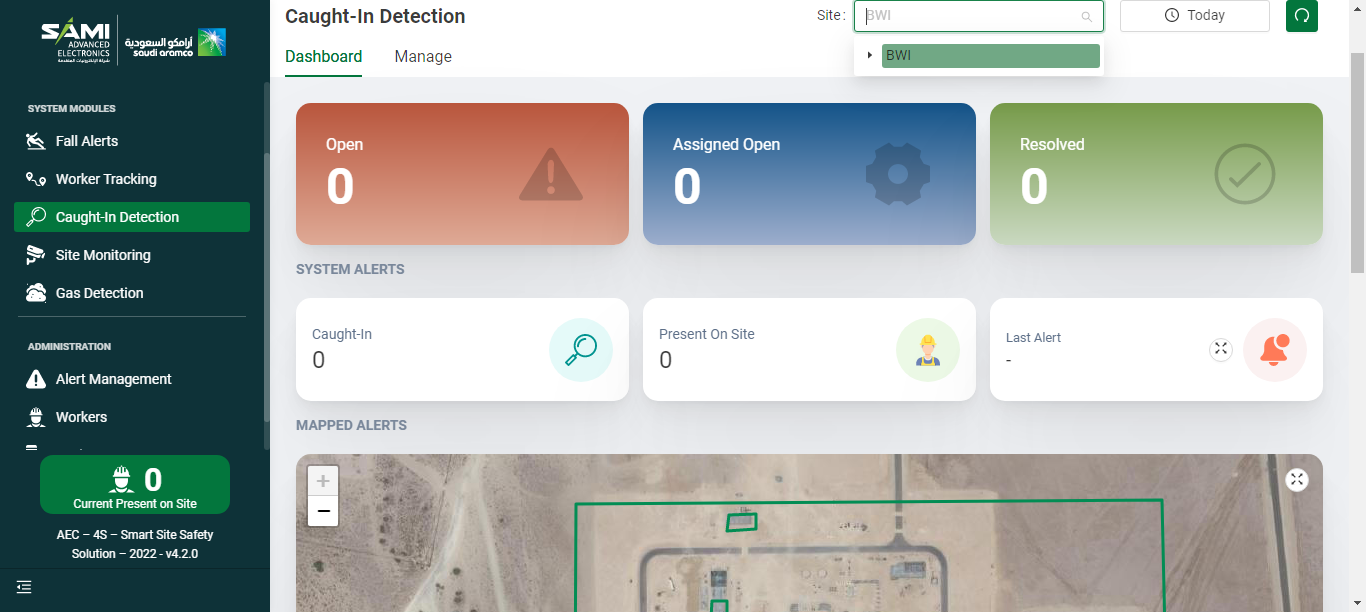 SAMI
ADVANCED
ELECTRONICS
شركة الإلكترونيات المتقدمة
أرامكو السعودية
saudi aramco
SYSTEM MODULES
Fall Alerts
Worker Tracking
Caught-In Detection
Site Monitoring
Gas Detection
ADMINISTRATION
Alert Management
Workers
0
Current Present on Site
AEC – 4S – Smart Site Safety
Solution – 2022 - v4.2.0
Caught-In Detection
Site :
BWI
Today
Dashboard
Manage
BWI
Open
0
Assigned Open
0
Resolved
0
SYSTEM ALERTS
Caught-In
0
Present On Site
0
Last Alert
-
MAPPED ALERTS
+
−